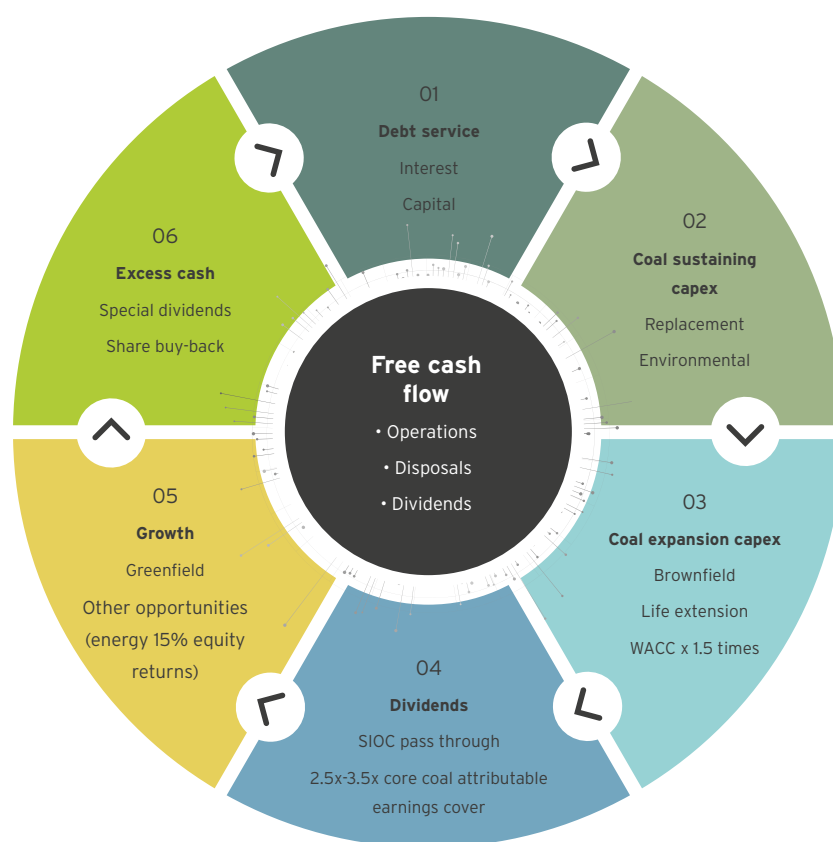 01
Debt service
Interest
Capital
02
Coal sustaining
capex
Replacement
Environmental
03
Coal expansion capex
Brownfield
Life extension
WACC x 1.5 times
04
Dividends
SIOC pass through
2.5x-3.5x core coal attributable
earnings cover
05
Growth
Greenfield
Other opportunities
(energy 15% equity
returns)
06
Excess cash
Special dividends
Share buy-back
Free cash
flow
• Operations
• Disposals
• Dividends